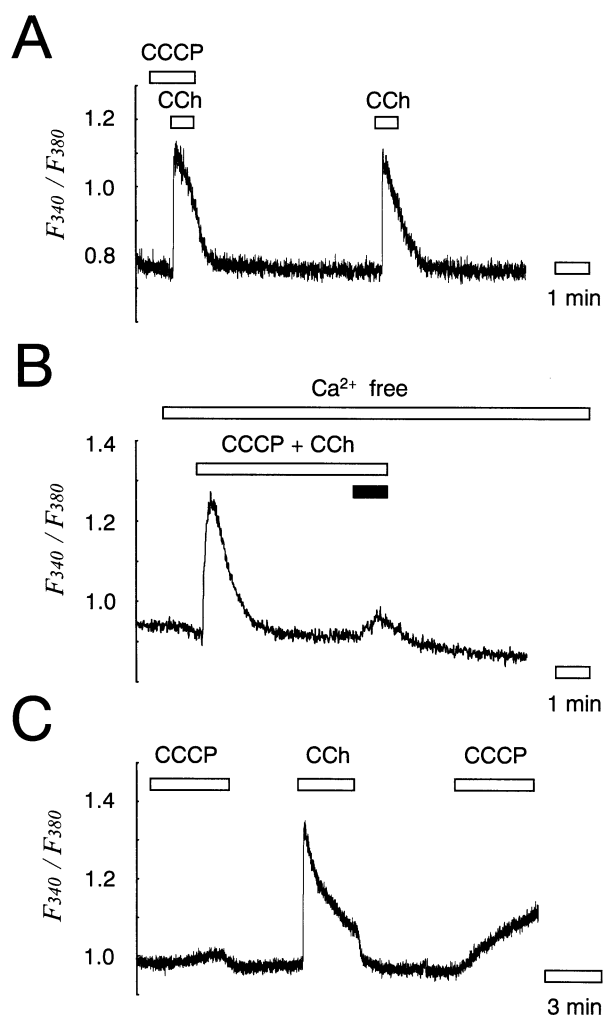 A
CCCP
CCh
CCh
1.2
1.0
0.8
F340 / F380
1 min
B
Ca2+ free
CCCP + CCh
1.4
1.2
1.0
F340 / F380
1 min
C
CCCP
CCh
CCCP
1.4
1.2
1.0
F340 / F380
3 min